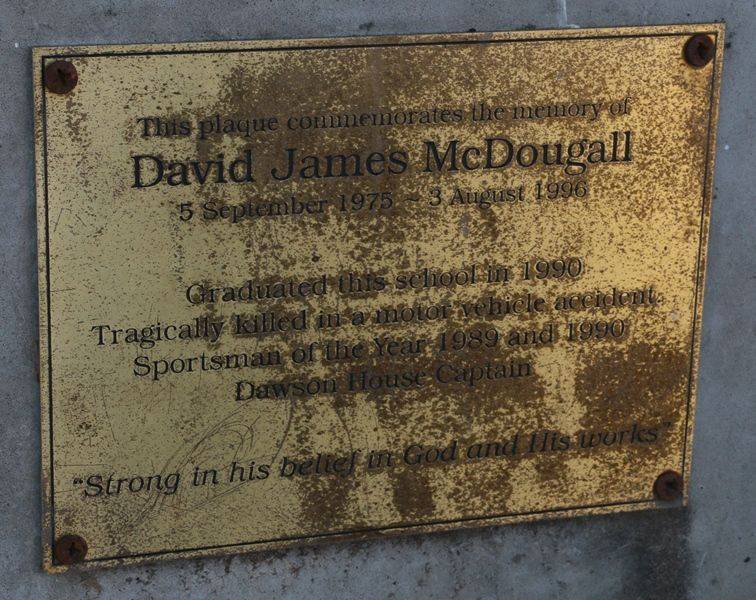 This plaque commemorates the memory of
David James McDougall
5 September 1975 ~ 3 August 1996
Graduated this school in 1990
Tragically killed in a motor vehicle accident.
Sportsman of the Year 1989 and 1990
Dawson House Captain
"Strong in his belief in God and His works"